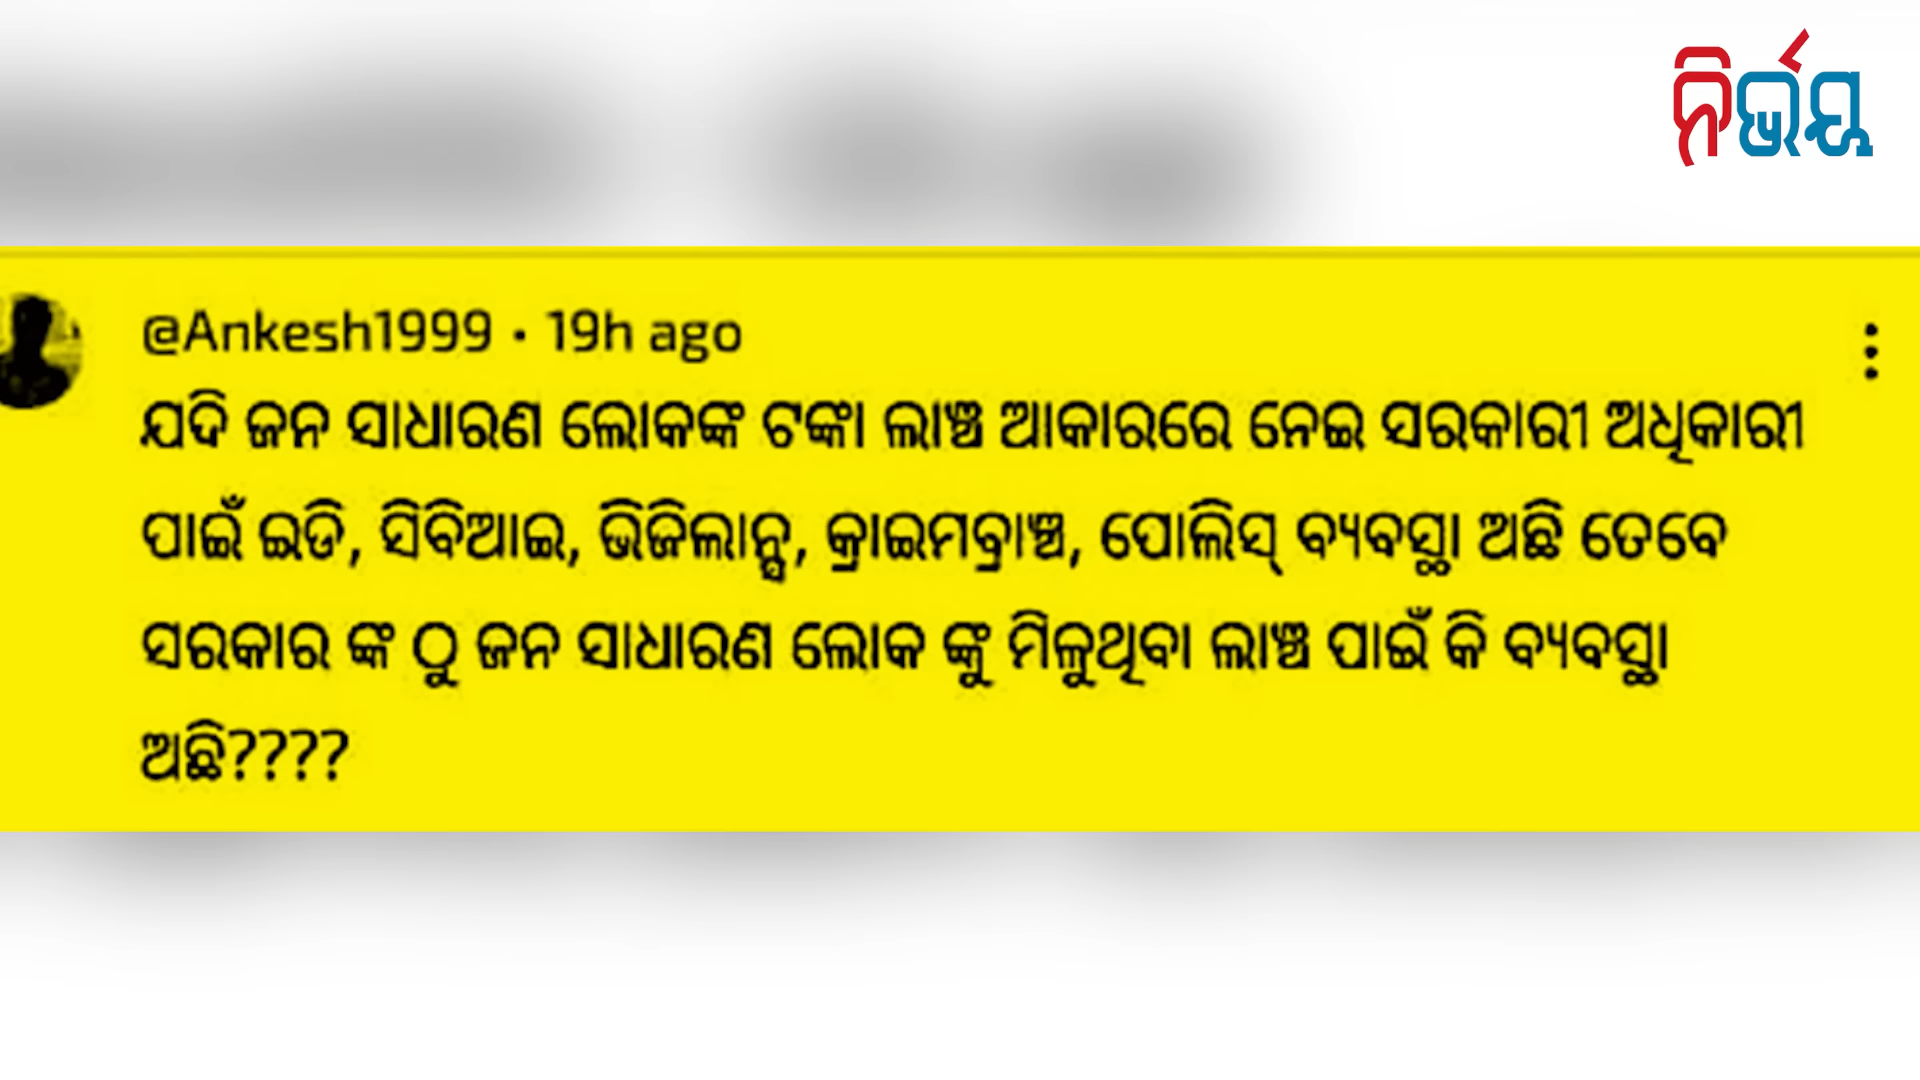 ନିର୍ଭୟ
@Ankesh1999 • 19h ago
ଯଦି ଜନ ସାଧାରଣ ଲୋକଙ୍କ ଟଙ୍କା ଲାଞ୍ଚ ଆକାରରେ ନେଇ ସରକାରୀ ଅଧିକାରୀ
ପାଇଁ ଇଡି, ସିବିଆଇ, ଭିଜିଲାନ୍ସ, କ୍ରାଇମବ୍ରାଞ୍ଚ, ପୋଲିସ୍ ବ୍ୟବସ୍ଥା ଅଛି ତେବେ
ସରକାର ଙ୍କ ଠୁ ଜନ ସାଧାରଣ ଲୋକ ଙ୍କୁ ମିଳୁଥିବା ଲାଞ୍ଚ ପାଇଁ କି ବ୍ୟବସ୍ଥା
ଅଛି????